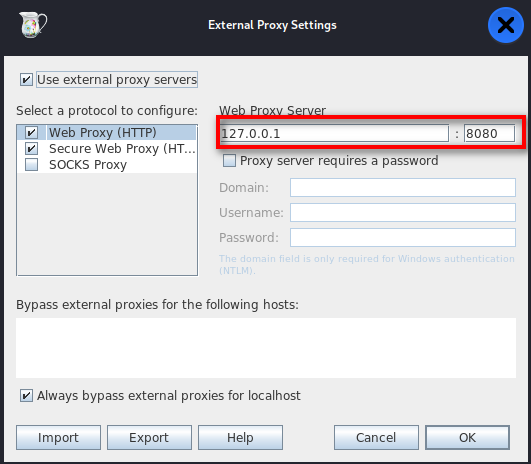 External Proxy Settings
Use external proxy servers
Select a protocol to configure:
Web Proxy (HTTP)
Secure Web Proxy (HT...
SOCKS Proxy
Web Proxy Server
127.0.0.1 : 8080
Proxy server requires a password
Domain:
Username:
Password:
The domain field is only required for Windows authentication
(NTLM).
Bypass external proxies for the following hosts:
Always bypass external proxies for localhost
Import Export Help Cancel OK